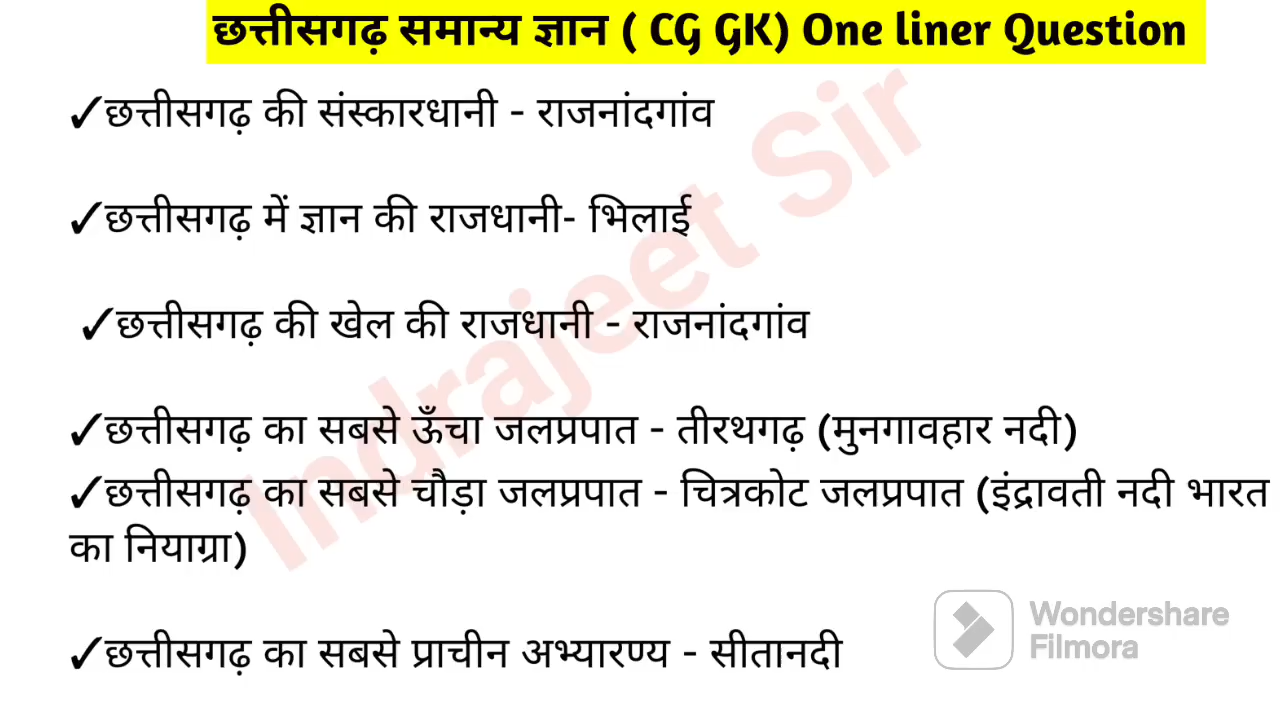 छत्तीसगढ़ समान्य ज्ञान ( CG GK) One liner Question
✓छत्तीसगढ़ की संस्कारधानी - राजनांदगांव
✓छत्तीसगढ़ में ज्ञान की राजधानी- भिलाई
✓छत्तीसगढ़ की खेल की राजधानी - राजनांदगांव
✓छत्तीसगढ़ का सबसे ऊँचा जलप्रपात - तीरथगढ़ (मुनगावहार नदी)
✓छत्तीसगढ़ का सबसे चौड़ा जलप्रपात - चित्रकोट जलप्रपात (इंद्रावती नदी भारत
का नियाग्रा)
✓छत्तीसगढ़ का सबसे प्राचीन अभ्यारण्य - सीतानदी
Indrajeet Sir
Wondershare
Filmora